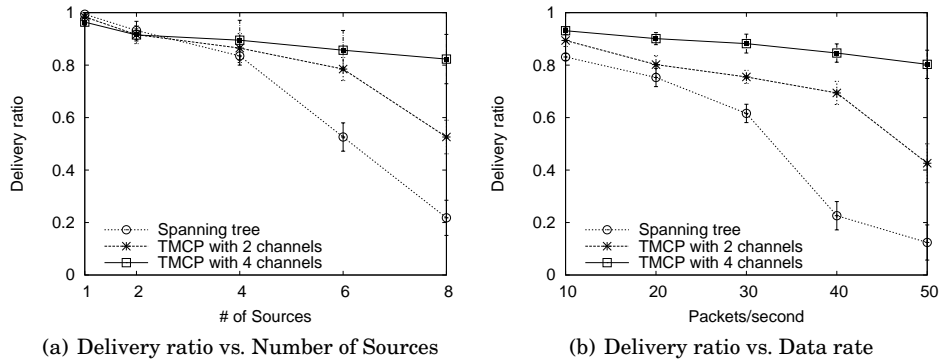 1
0.8
0.6
0.4
0.2
0
Delivery ratio
Spanning tree
TMCP with 2 channels
TMCP with 4 channels
1 2 4 6 8
# of Sources
(a) Delivery ratio vs. Number of Sources
1
0.8
0.6
0.4
0.2
0
Delivery ratio
Spanning tree
TMCP with 2 channels
TMCP with 4 channels
10 20 30 40 50
Packets/second
(b) Delivery ratio vs. Data rate